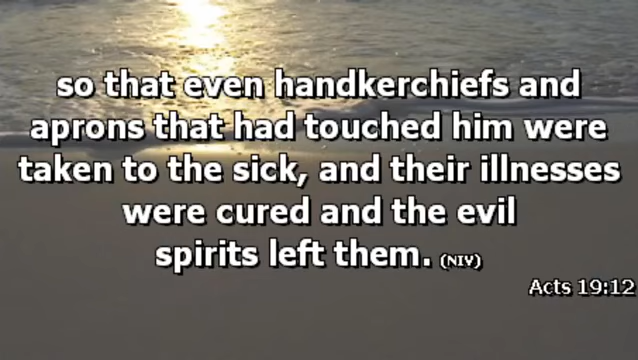 so that even handkerchiefs and
aprons that had touched him were
taken to the sick, and their illnesses
were cured and the evil
spirits left them. (NIV)
Acts 19:12